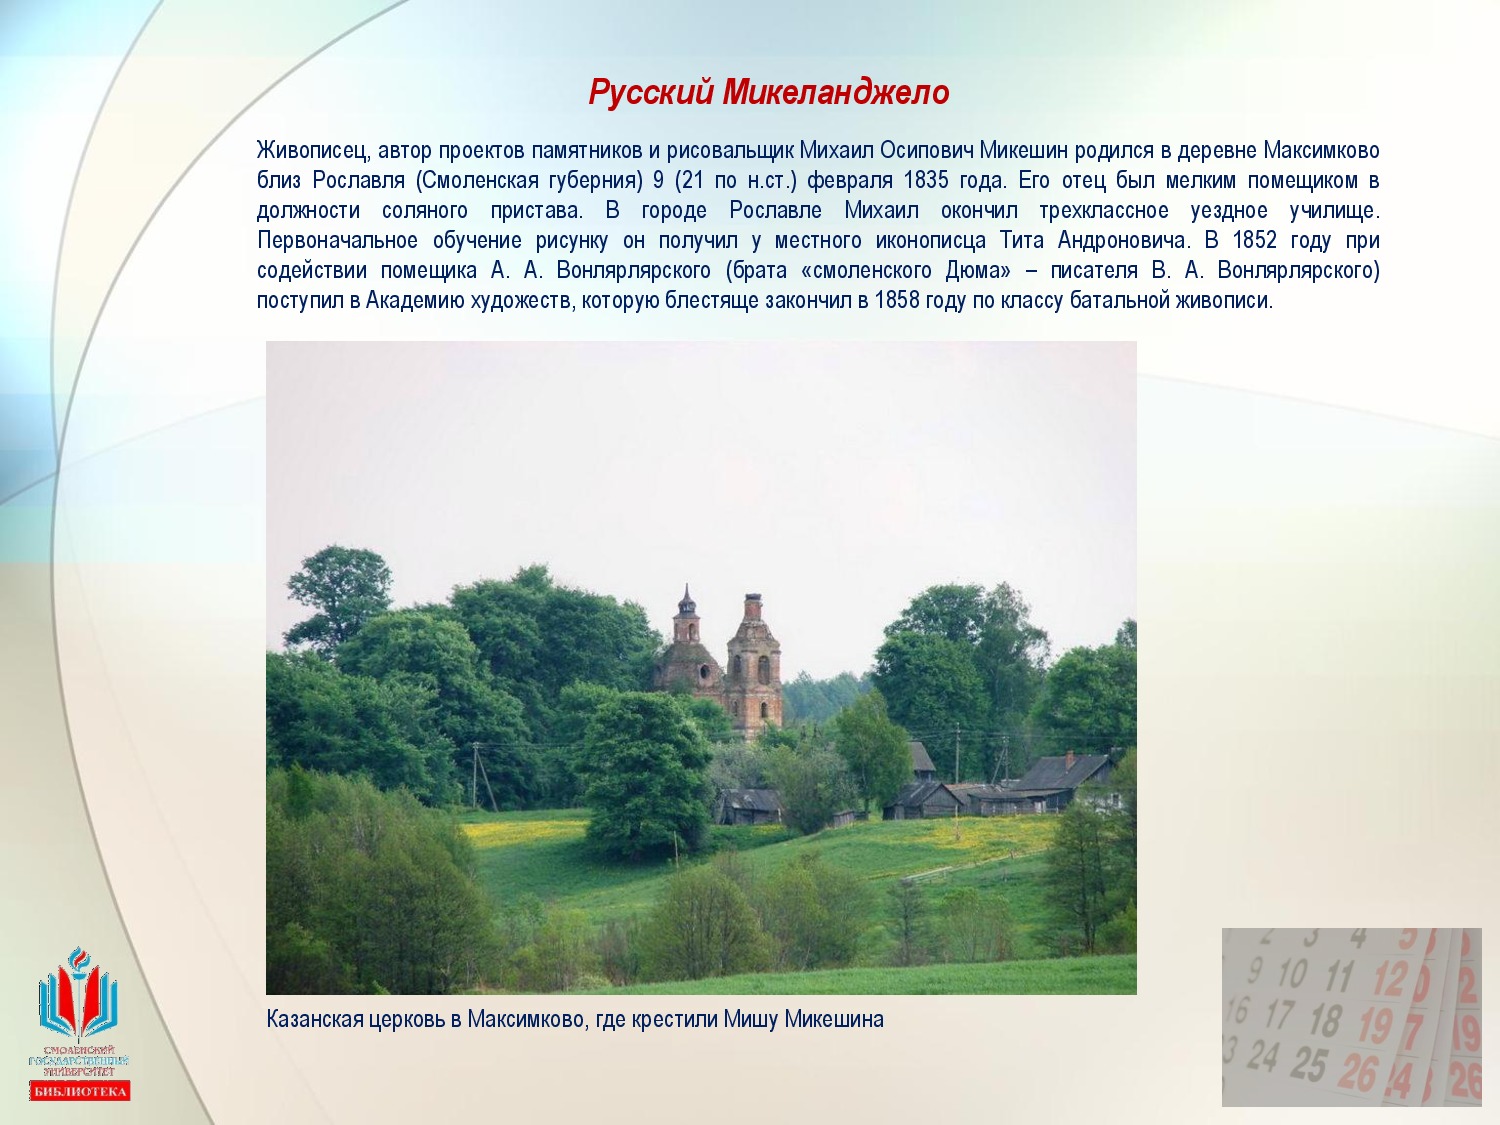 Русский Микеланджело
Живописец, автор проектов памятников и рисовальщик Михаил Осипович Микешин родился в деревне Максимково
близ Рославля (Смоленская губерния) 9 (21 по н.ст.) февраля 1835 года. Его отец был мелким помещиком в
должности соляного пристава. В городе Рославле Михаил окончил трехклассное уездное училище.
Первоначальное обучение рисунку он получил у местного иконописца Тита Андроновича. В 1852 году при
содействии помещика А. А. Вонлярлярского (брата «смоленского Дюма» – писателя В. А. Вонлярлярского)
поступил в Академию художеств, которую блестяще закончил в 1858 году по классу батальной живописи.
Казанская церковь в Максимково, где крестили Мишу Микешина
СМОЛЕНСКИЙ
ГОСУДАРСТВЕННЫЙ
УНИВЕРСИТЕТ
БИБЛИОТЕКА
2 3 4 5
9 10 11 12
16 17 18 19
24 25 26